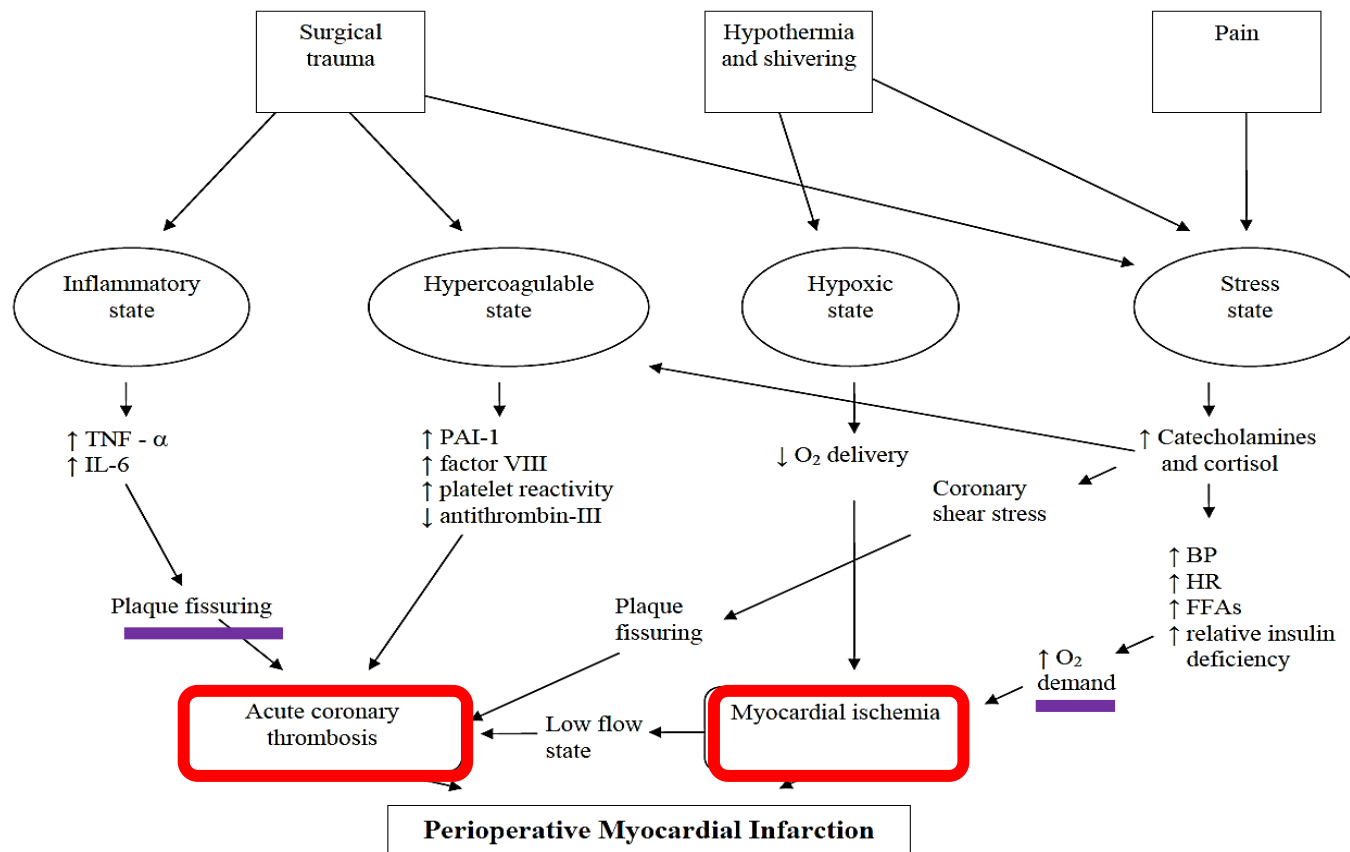 Surgical
trauma
Hypothermia
and shivering
Pain
Inflammatory
state
Hypercoagulable
state
Hypoxic
state
Stress
state
↑ TNF - α
↑ IL-6
↑ PAI-1
↑ factor VIII
↑ platelet reactivity
↓ antithrombin-III
↓ O₂ delivery
↑ Catecholamines
and cortisol
Coronary
shear stress
↑ BP
↑ HR
↑ FFAs
↑ relative insulin
deficiency
Plaque fissuring
Plaque
fissuring
↑ O₂
demand
Acute coronary
thrombosis
Low flow
state
Myocardial ischemia
Perioperative Myocardial Infarction